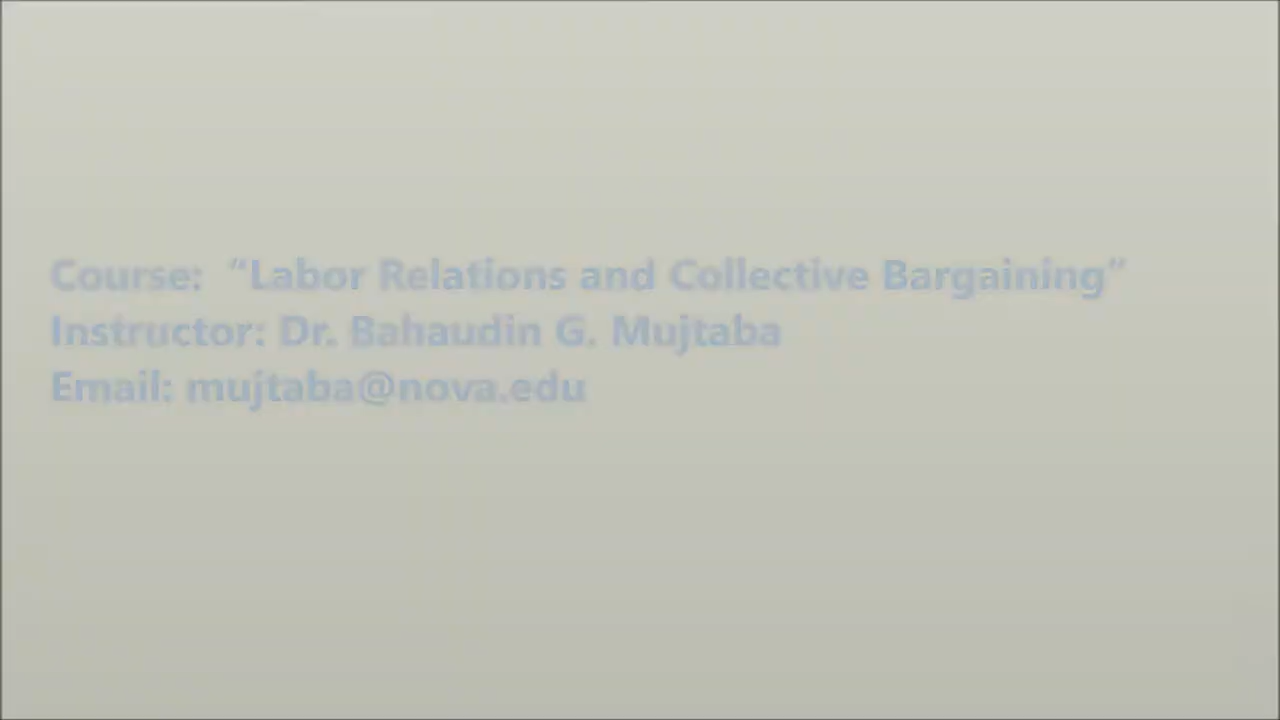 Course:  “Labor Relations and Collective Bargaining”
Instructor: Dr. Bahaudin G. Mujtaba
Email: mujtaba@nova.edu